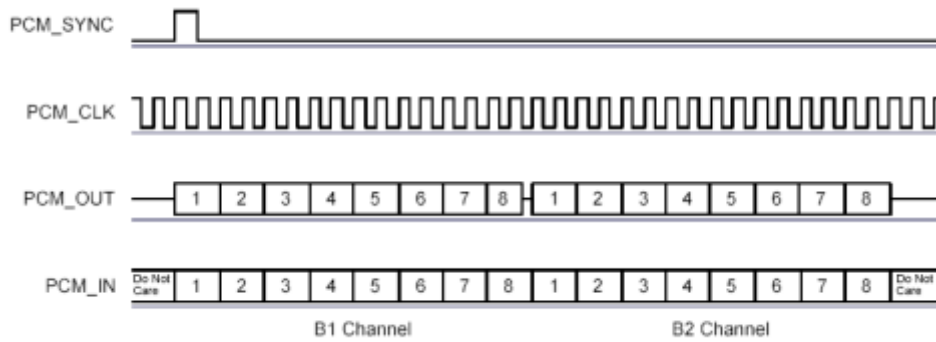 PCM_SYNC
PCM_CLK
PCM_OUT 1 2 3 4 5 6 7 8 1 2 3 4 5 6 7 8
PCM_IN Do Not Care 1 2 3 4 5 6 7 8 1 2 3 4 5 6 7 8 Do Not Care
B1 Channel B2 Channel